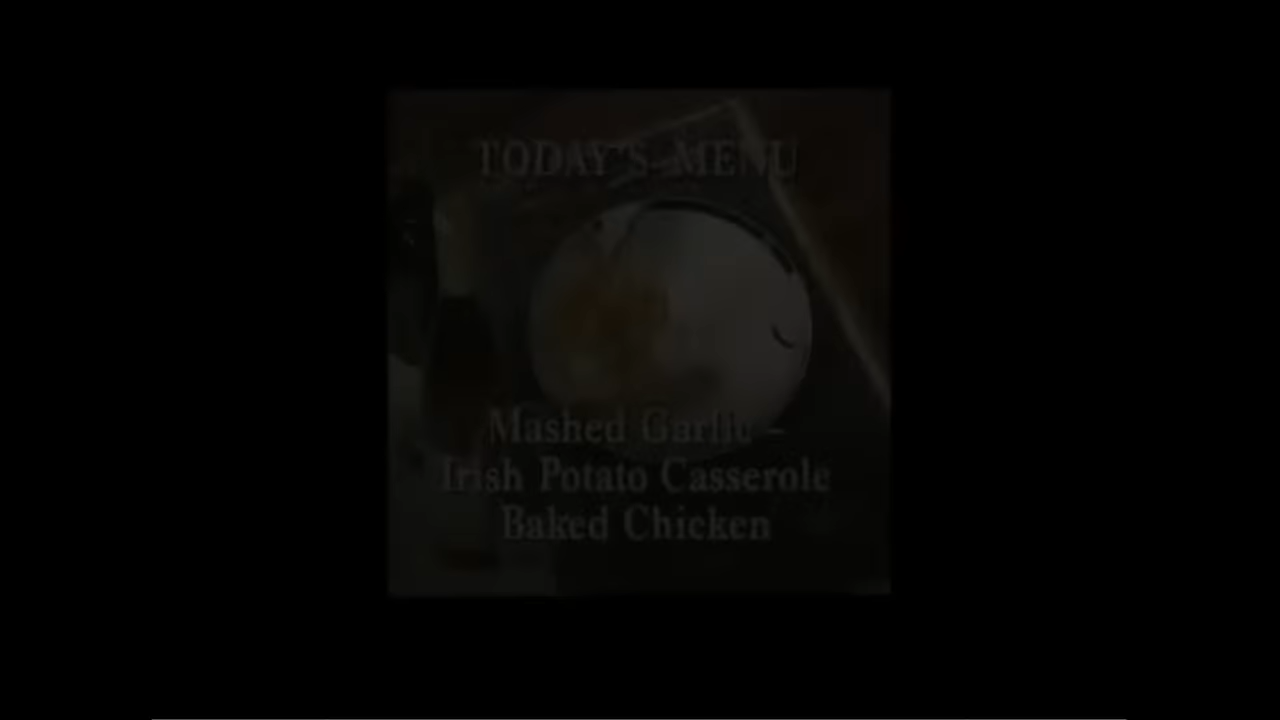 TODAY'S MENU
Mashed Garlic -
Irish Potato Casserole
Baked Chicken